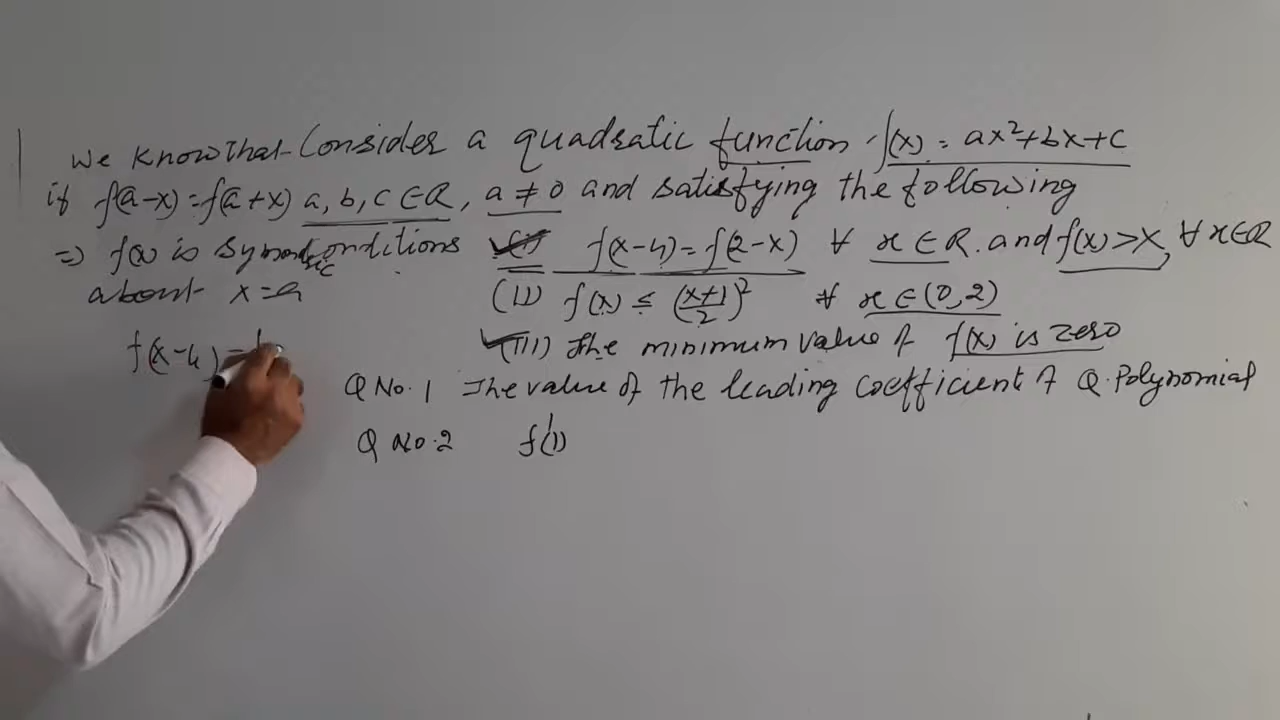 We know that Consider a quadratic function f(x) = ax²+bx+c
if f(a-x)=f(a+x) a, b, c ∈ R, a ≠ 0 and satisfying the following
⇒ f(x) is symmetric conditions (i) f(x-4)=f(2-x) ∀ x ∈ R. and f(x) > x, ∀ x ∈ R
about x=a (II) f(x) ≤ ((x+1)/2)² ∀ x ∈ (0,2)
f(x-4) = (III) The minimum value of f(x) is zero
Q No. 1 The value of the leading coefficient of Q. Polynomial
Q No. 2 f'(1)